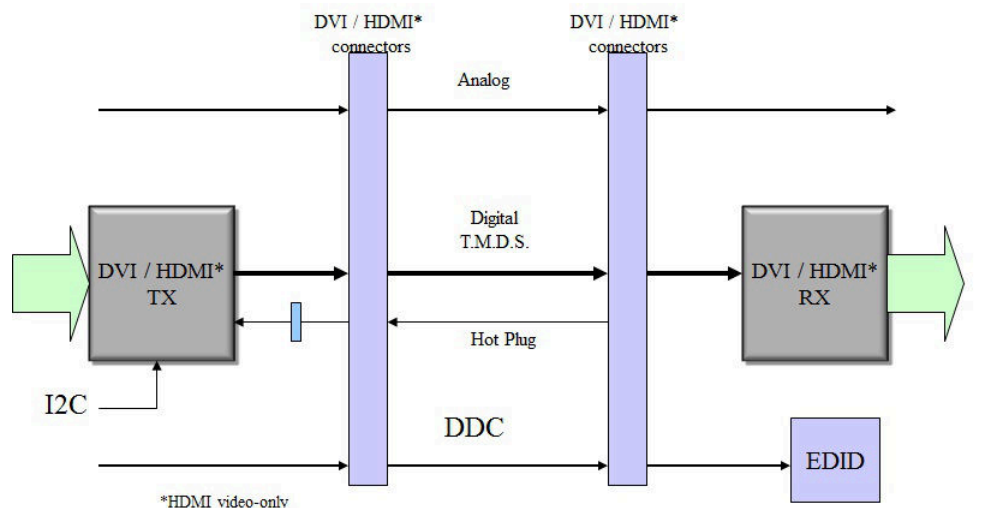 DVI / HDMI*
connectors
DVI / HDMI*
connectors
Analog
Digital
T.M.D.S.
DVI / HDMI*
TX
DVI / HDMI*
RX
Hot Plug
I2C
DDC
EDID
*HDMI video-only